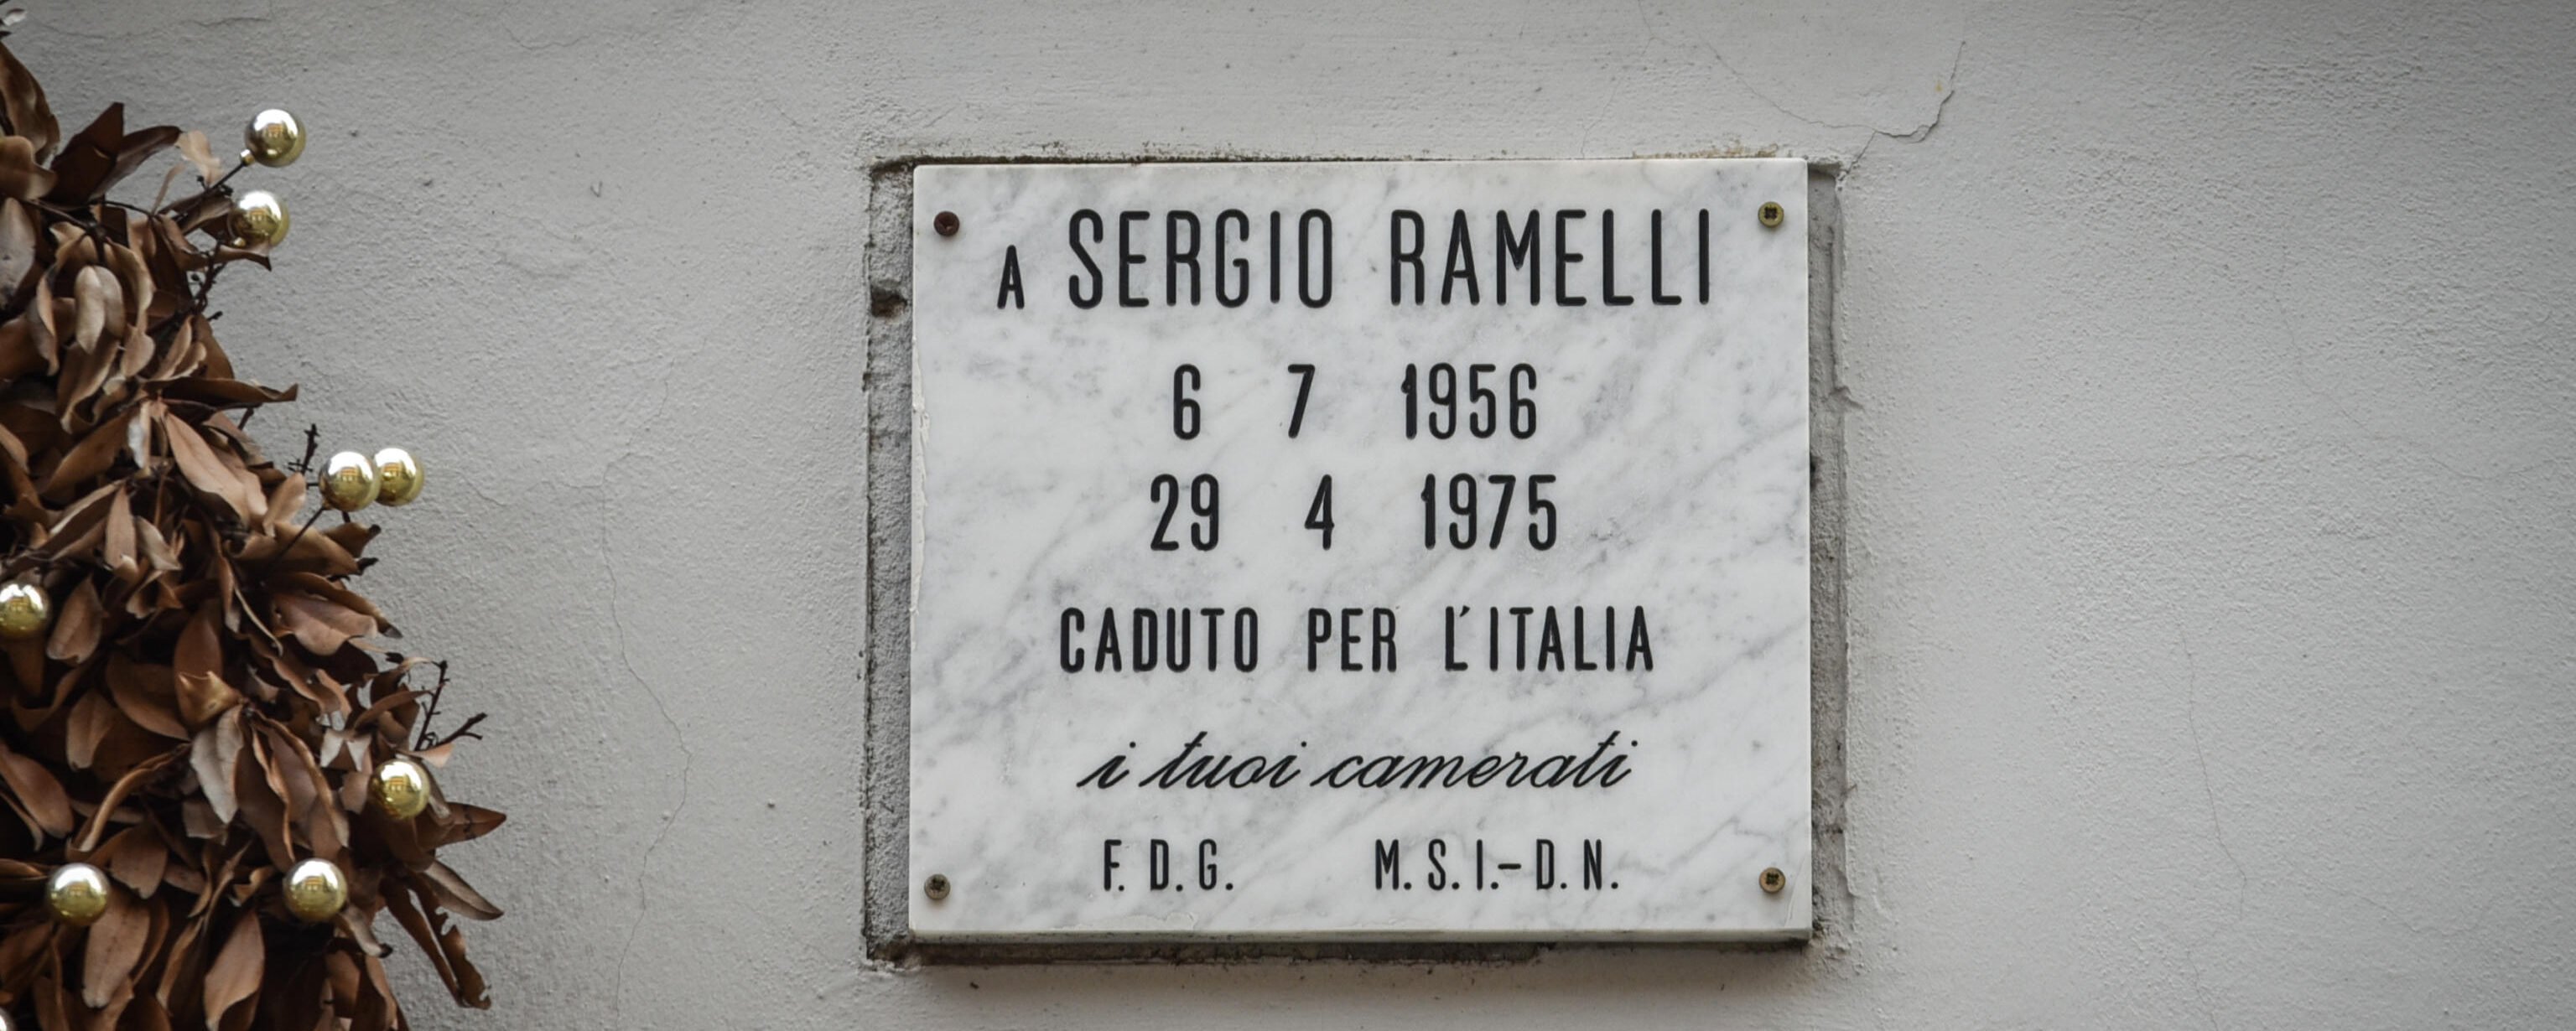 A SERGIO RAMELLI
6 7 1956
29 4 1975
CADUTO PER L'ITALIA
i tuoi camerati
F. D. G. M. S. I.-D. N.